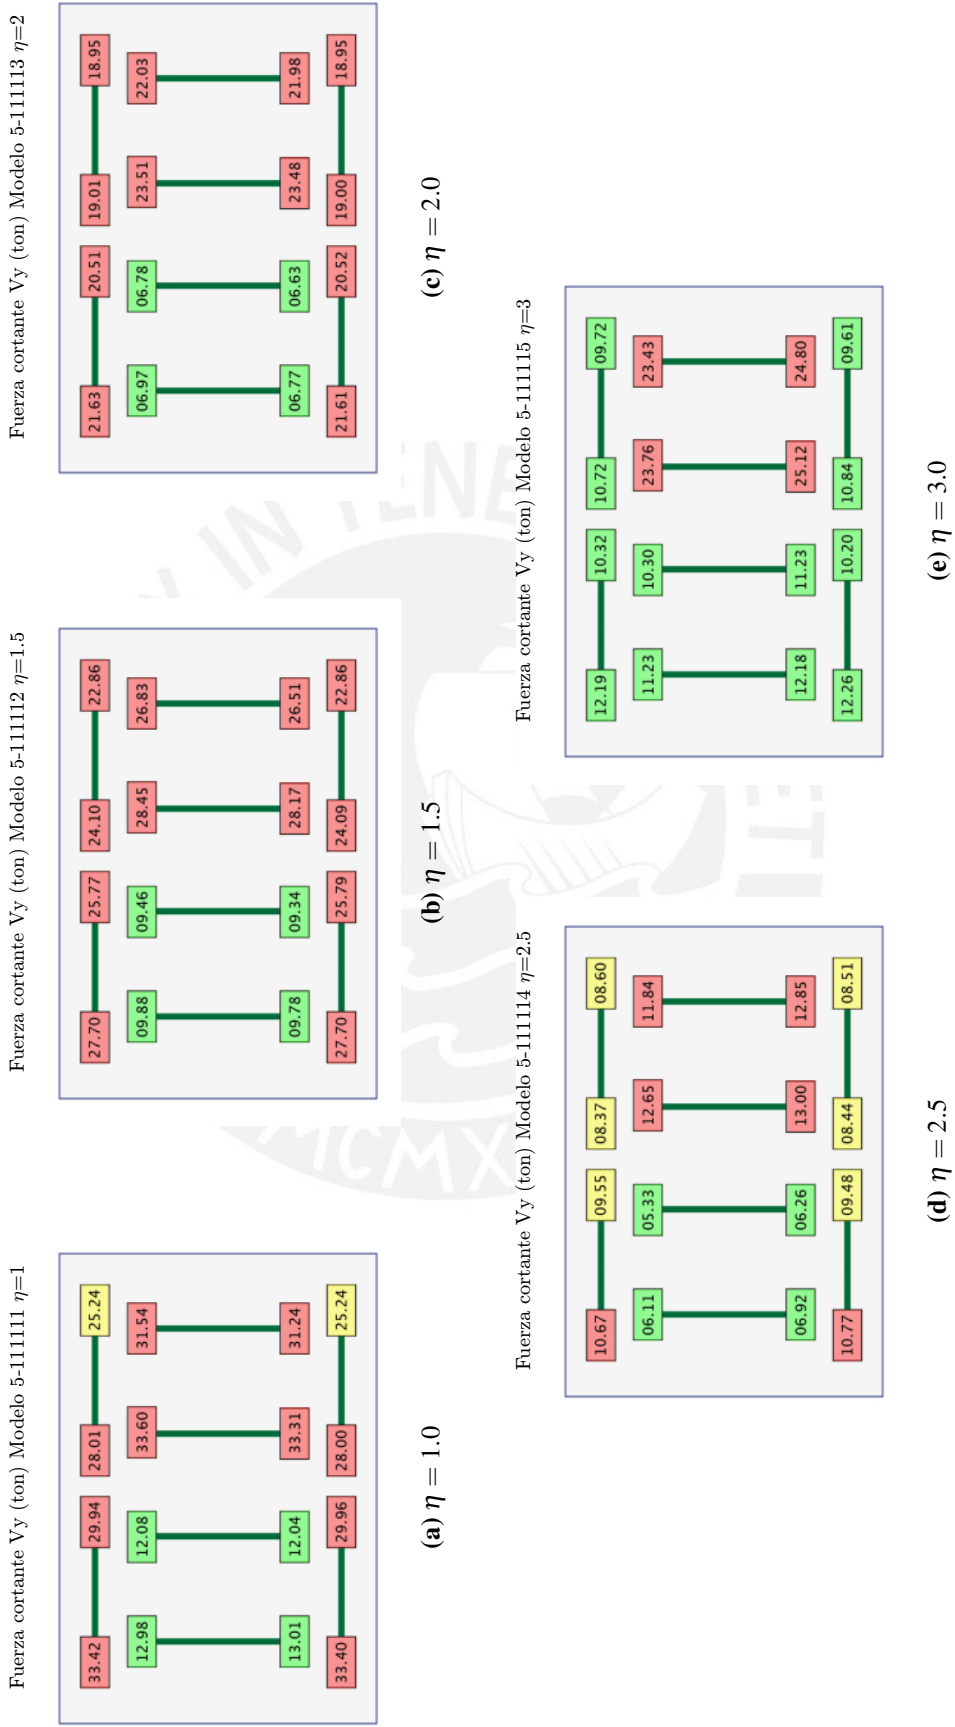 Fuerza cortante Vy (ton) Modelo 5-111111 η=1
33.42 29.94 28.01 25.24
12.98 12.08 33.60 31.54
13.01 12.04 33.31 31.24
33.40 29.96 28.00 25.24
(a) η = 1.0
Fuerza cortante Vy (ton) Modelo 5-111112 η=1.5
27.70 25.77 24.10 22.86
09.88 09.46 28.45 26.83
09.78 09.34 28.17 26.51
27.70 25.79 24.09 22.86
(b) η = 1.5
Fuerza cortante Vy (ton) Modelo 5-111113 η=2
21.63 20.51 19.01 18.95
06.97 06.78 23.51 22.03
06.77 06.63 23.48 21.98
21.61 20.52 19.00 18.95
(c) η = 2.0
Fuerza cortante Vy (ton) Modelo 5-111114 η=2.5
10.67 09.55 08.37 08.60
06.11 05.33 12.65 11.84
06.92 06.26 13.00 12.85
10.77 09.48 08.44 08.51
(d) η = 2.5
Fuerza cortante Vy (ton) Modelo 5-111115 η=3
12.19 10.32 10.72 09.72
11.23 10.30 23.76 23.43
12.18 11.23 25.12 24.80
12.26 10.20 10.84 09.61
(e) η = 3.0
IN TENE
MCMX